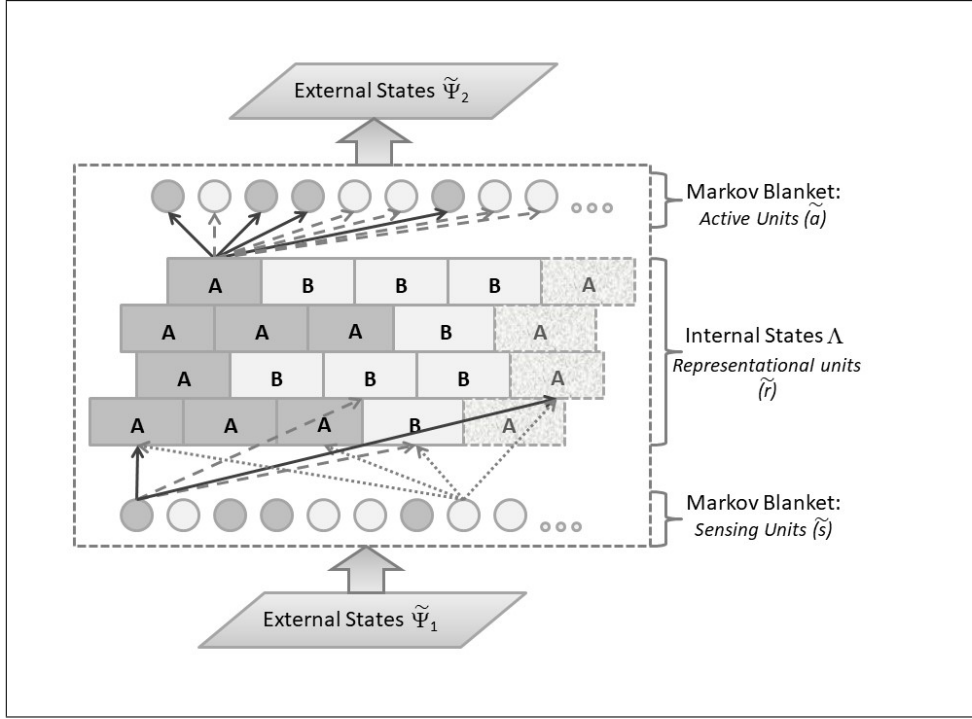 External States Ψ̃₂
Markov Blanket:
Active Units (ã)
A B B B A
A A A B A
Internal States Λ
Representational units
(r̃)
A B B B A
A A A B A
Markov Blanket:
Sensing Units (s̃)
External States Ψ̃₁